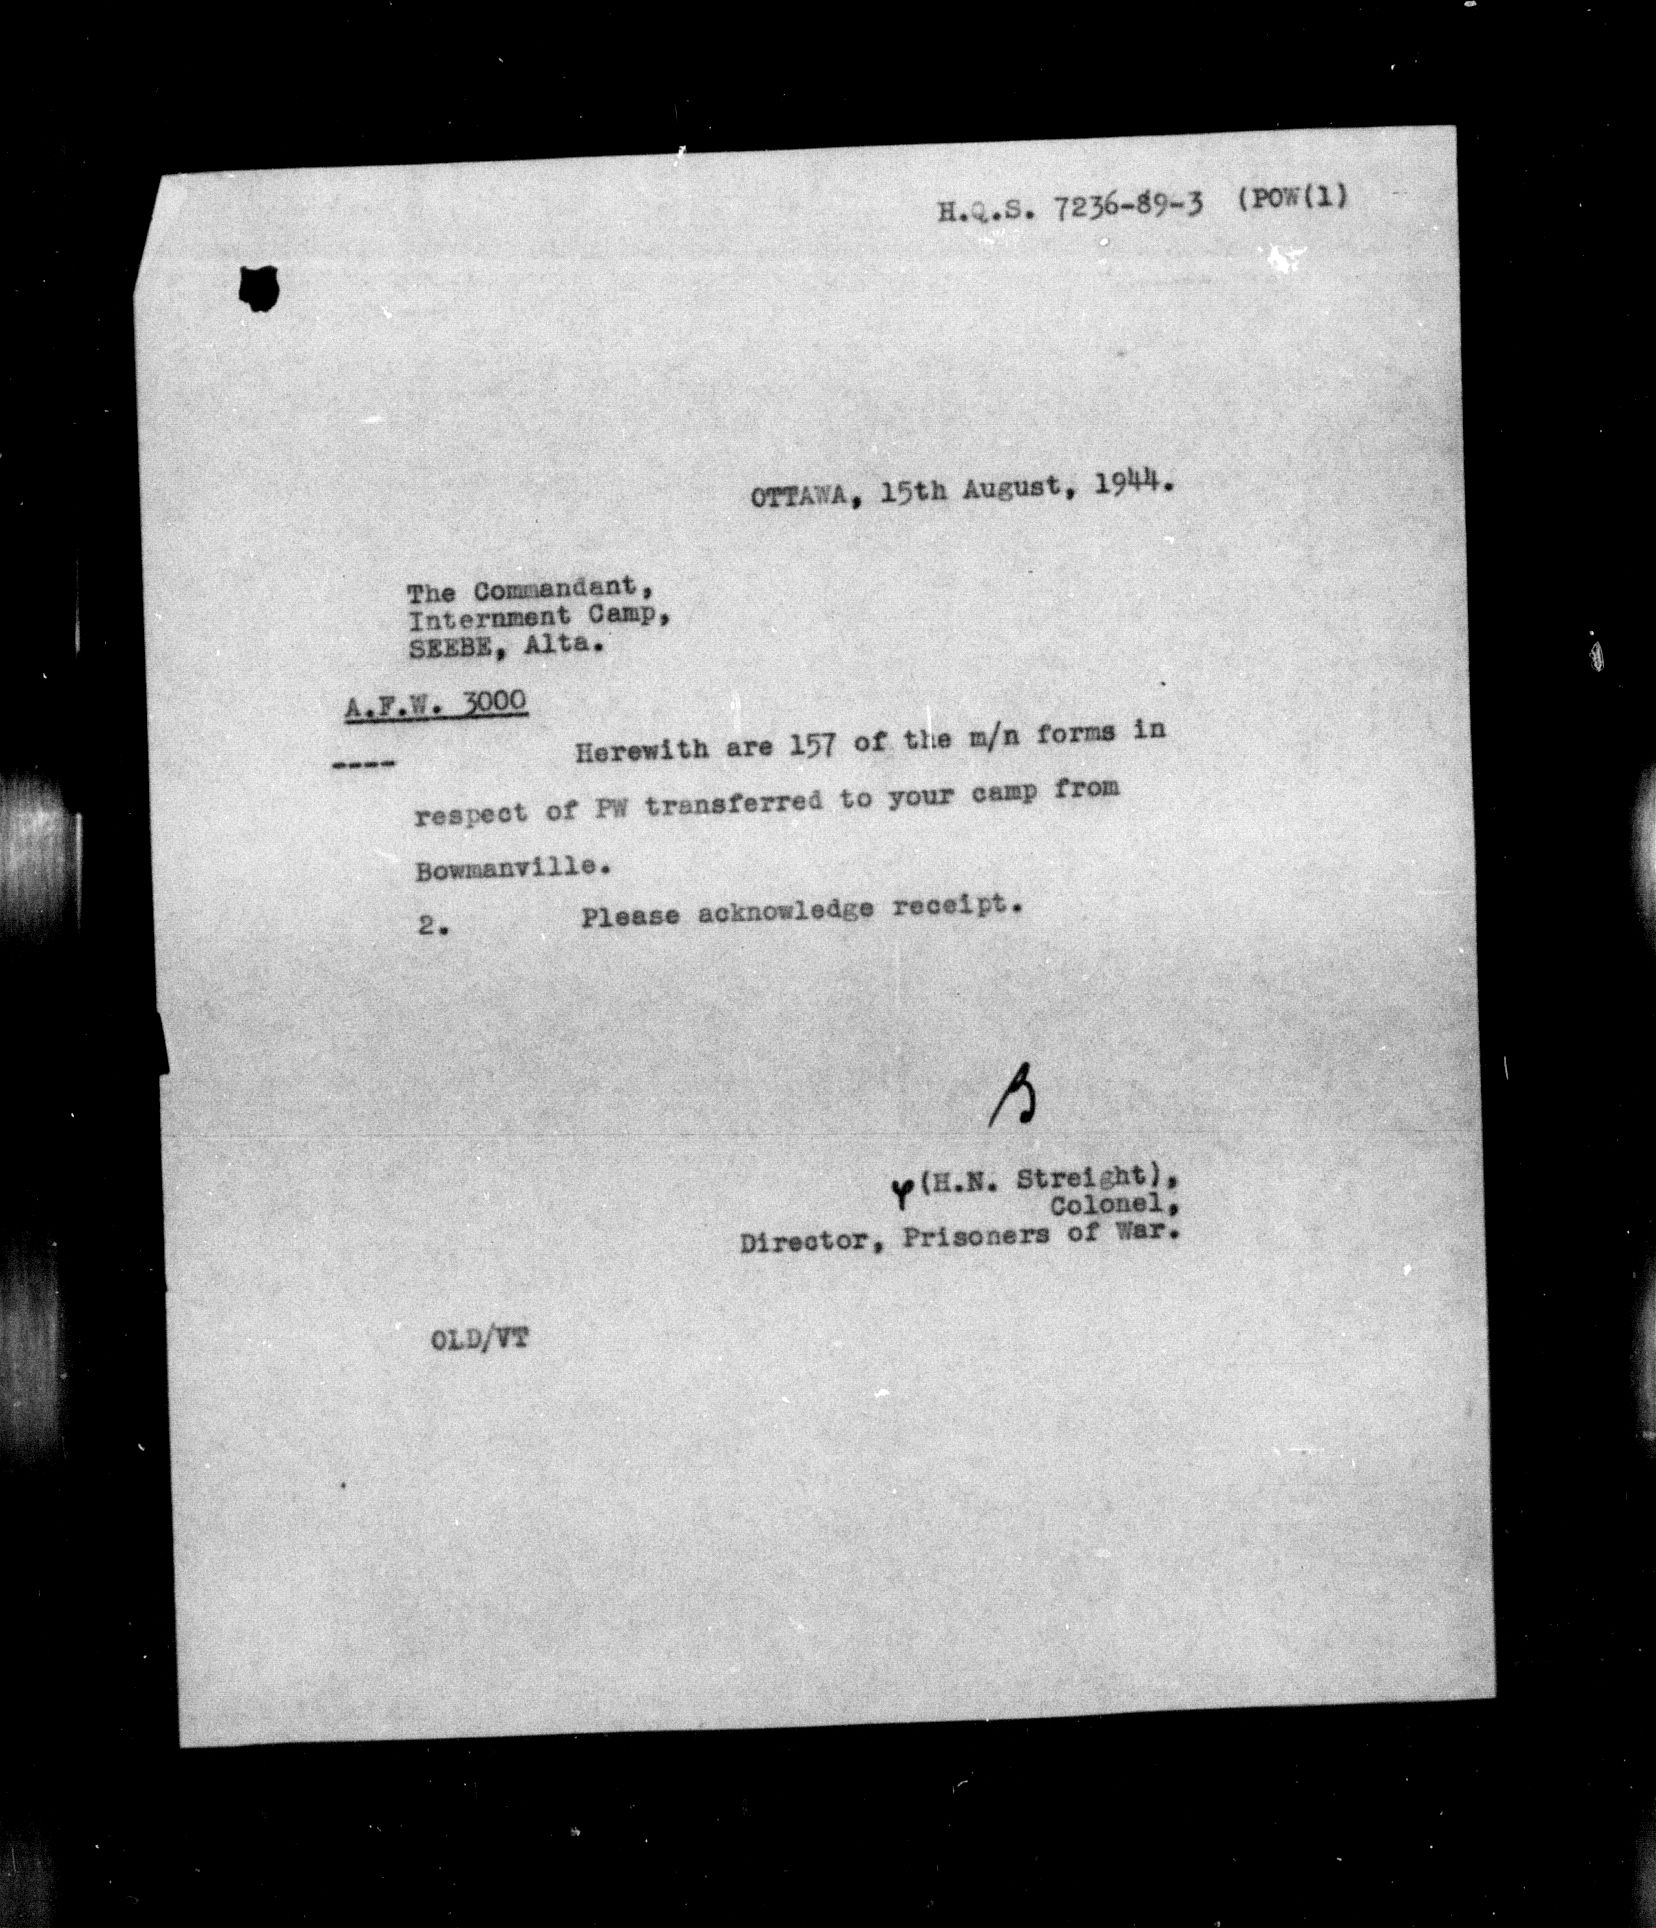 H.Q.S. 7236-89-3 (POW(1)
OTTAWA, 15th August, 1944.
The Commandant,
Internment Camp,
SEEBE, Alta.
A.F.W. 3000
---- Herewith are 157 of the m/n forms in
respect of PW transferred to your camp from
Bowmanville.
2. Please acknowledge receipt.
(H.N. Streight),
Colonel,
Director, Prisoners of War.
OLD/VT